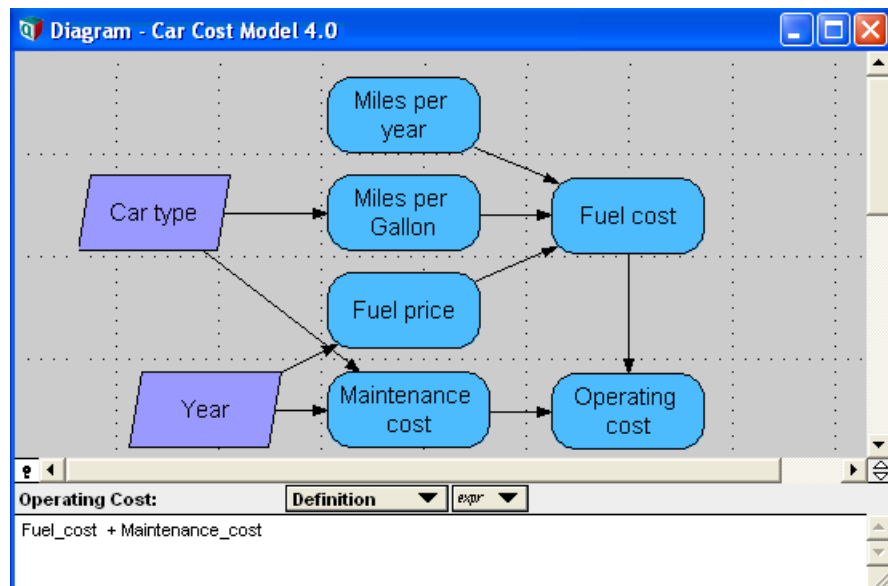 Diagram - Car Cost Model 4.0
Miles per
year
Car type
Miles per
Gallon
Fuel cost
Fuel price
Year
Maintenance
cost
Operating
cost
Operating Cost:
Definition
expr
Fuel_cost + Maintenance_cost